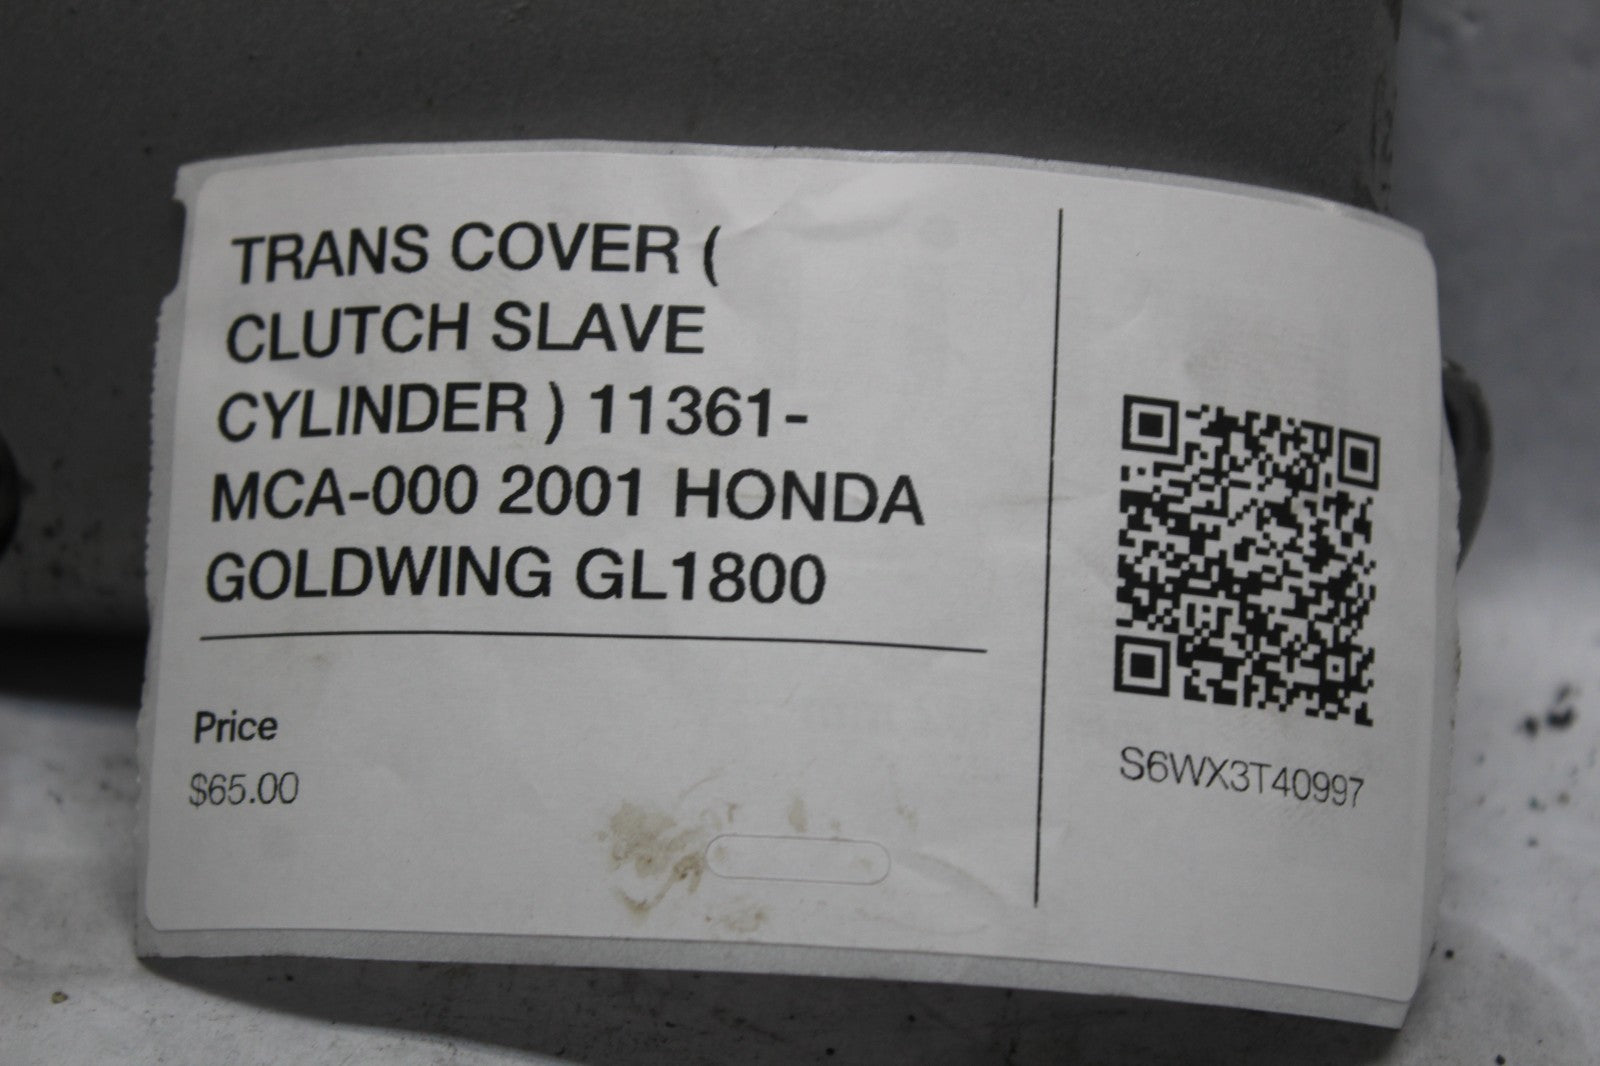 TRANS COVER (
CLUTCH SLAVE
CYLINDER ) 11361-
MCA-000 2001 HONDA
GOLDWING GL1800
Price
$65.00
S6WX3T40997